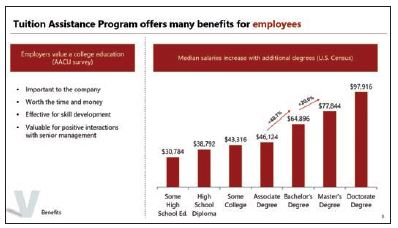 Tuition Assistance Program offers many benefits for employees
Employers value a college education
(AACU survey)
• Important to the company
• Worth the time and money
• Effective for skill development
• Valuable for positive interactions
with senior management
Median salaries increase with additional degrees (U.S. Census)
$30,784
$38,792
$43,316
$46,124
$64,896
$77,844
$97,916
Some
High
School Ed.
High
School
Diploma
Some
College
Associate
Degree
Bachelor's
Degree
Master's
Degree
Doctorate
Degree
Benefits